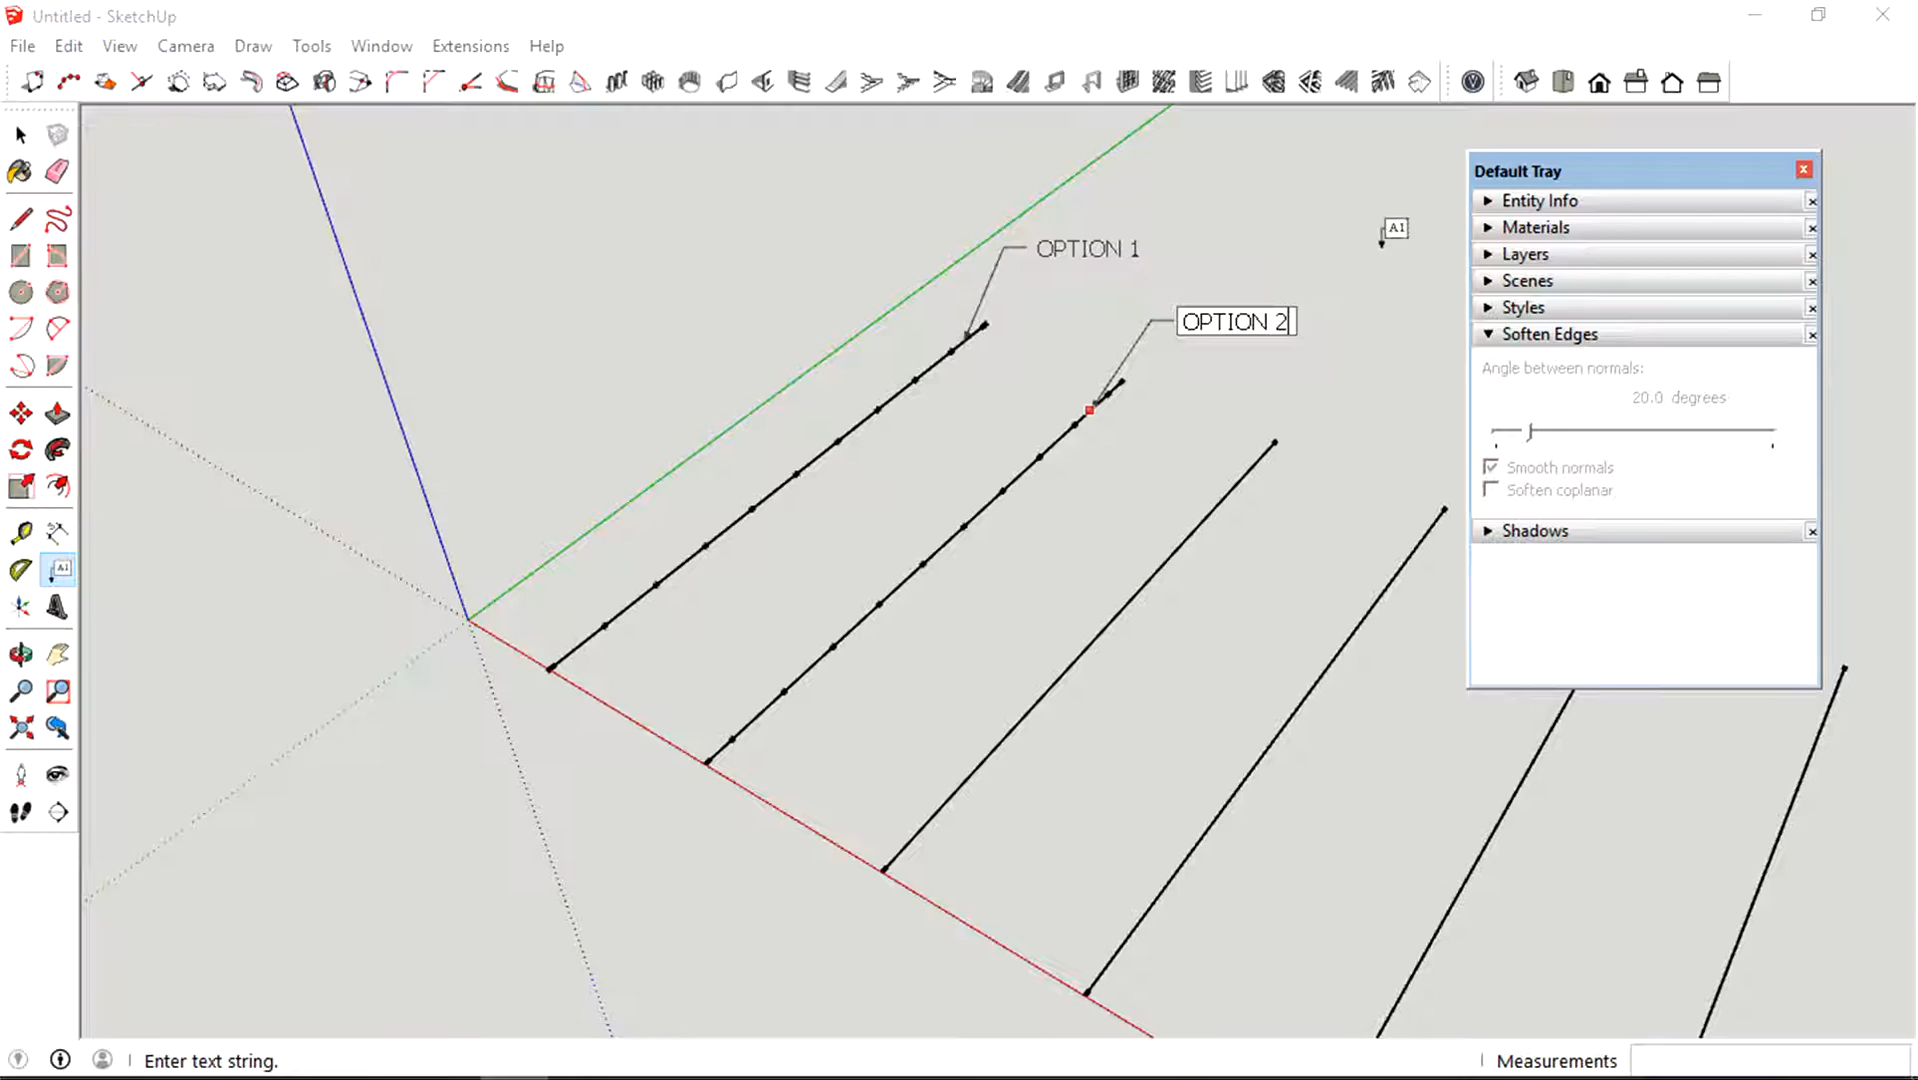 Untitled - SketchUp
File Edit View Camera Draw Tools Window Extensions Help
Default Tray
Entity Info
Materials
Layers
Scenes
Styles
Soften Edges
Angle between normals:
20.0 degrees
Smooth normals
Soften coplanar
Shadows
OPTION 1
A1
OPTION 2
A1
Enter text string.
Measurements